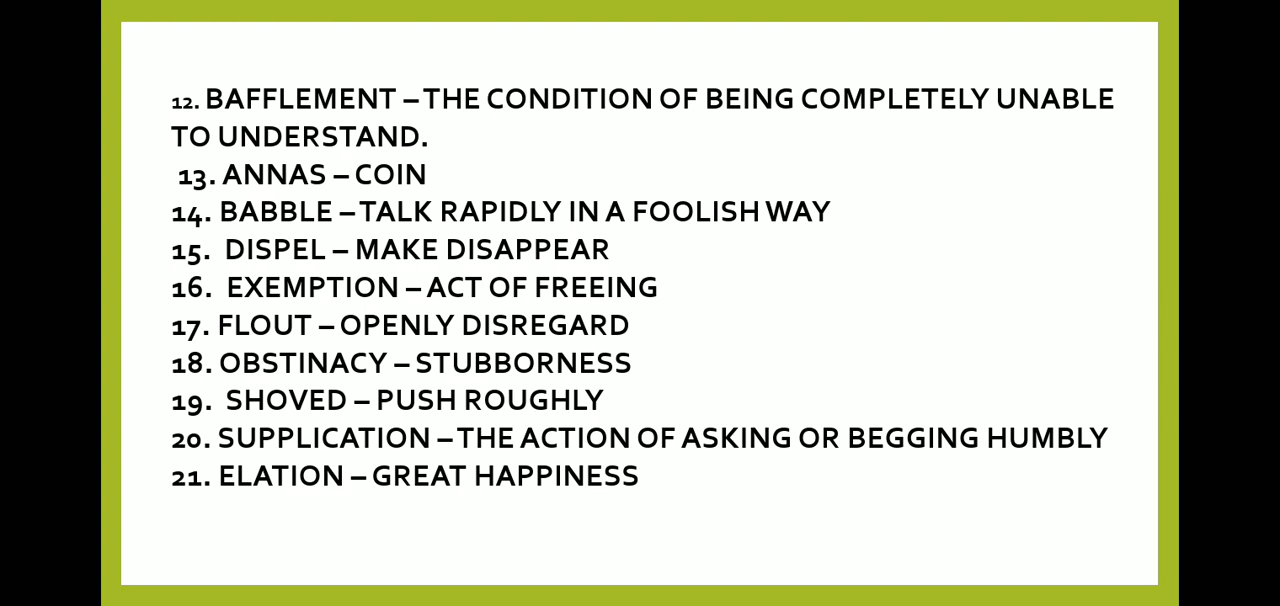 12. BAFFLEMENT – THE CONDITION OF BEING COMPLETELY UNABLE
TO UNDERSTAND.
13. ANNAS – COIN
14. BABBLE – TALK RAPIDLY IN A FOOLISH WAY
15. DISPEL – MAKE DISAPPEAR
16. EXEMPTION – ACT OF FREEING
17. FLOUT – OPENLY DISREGARD
18. OBSTINACY – STUBBORNESS
19. SHOVED – PUSH ROUGHLY
20. SUPPLICATION – THE ACTION OF ASKING OR BEGGING HUMBLY
21. ELATION – GREAT HAPPINESS